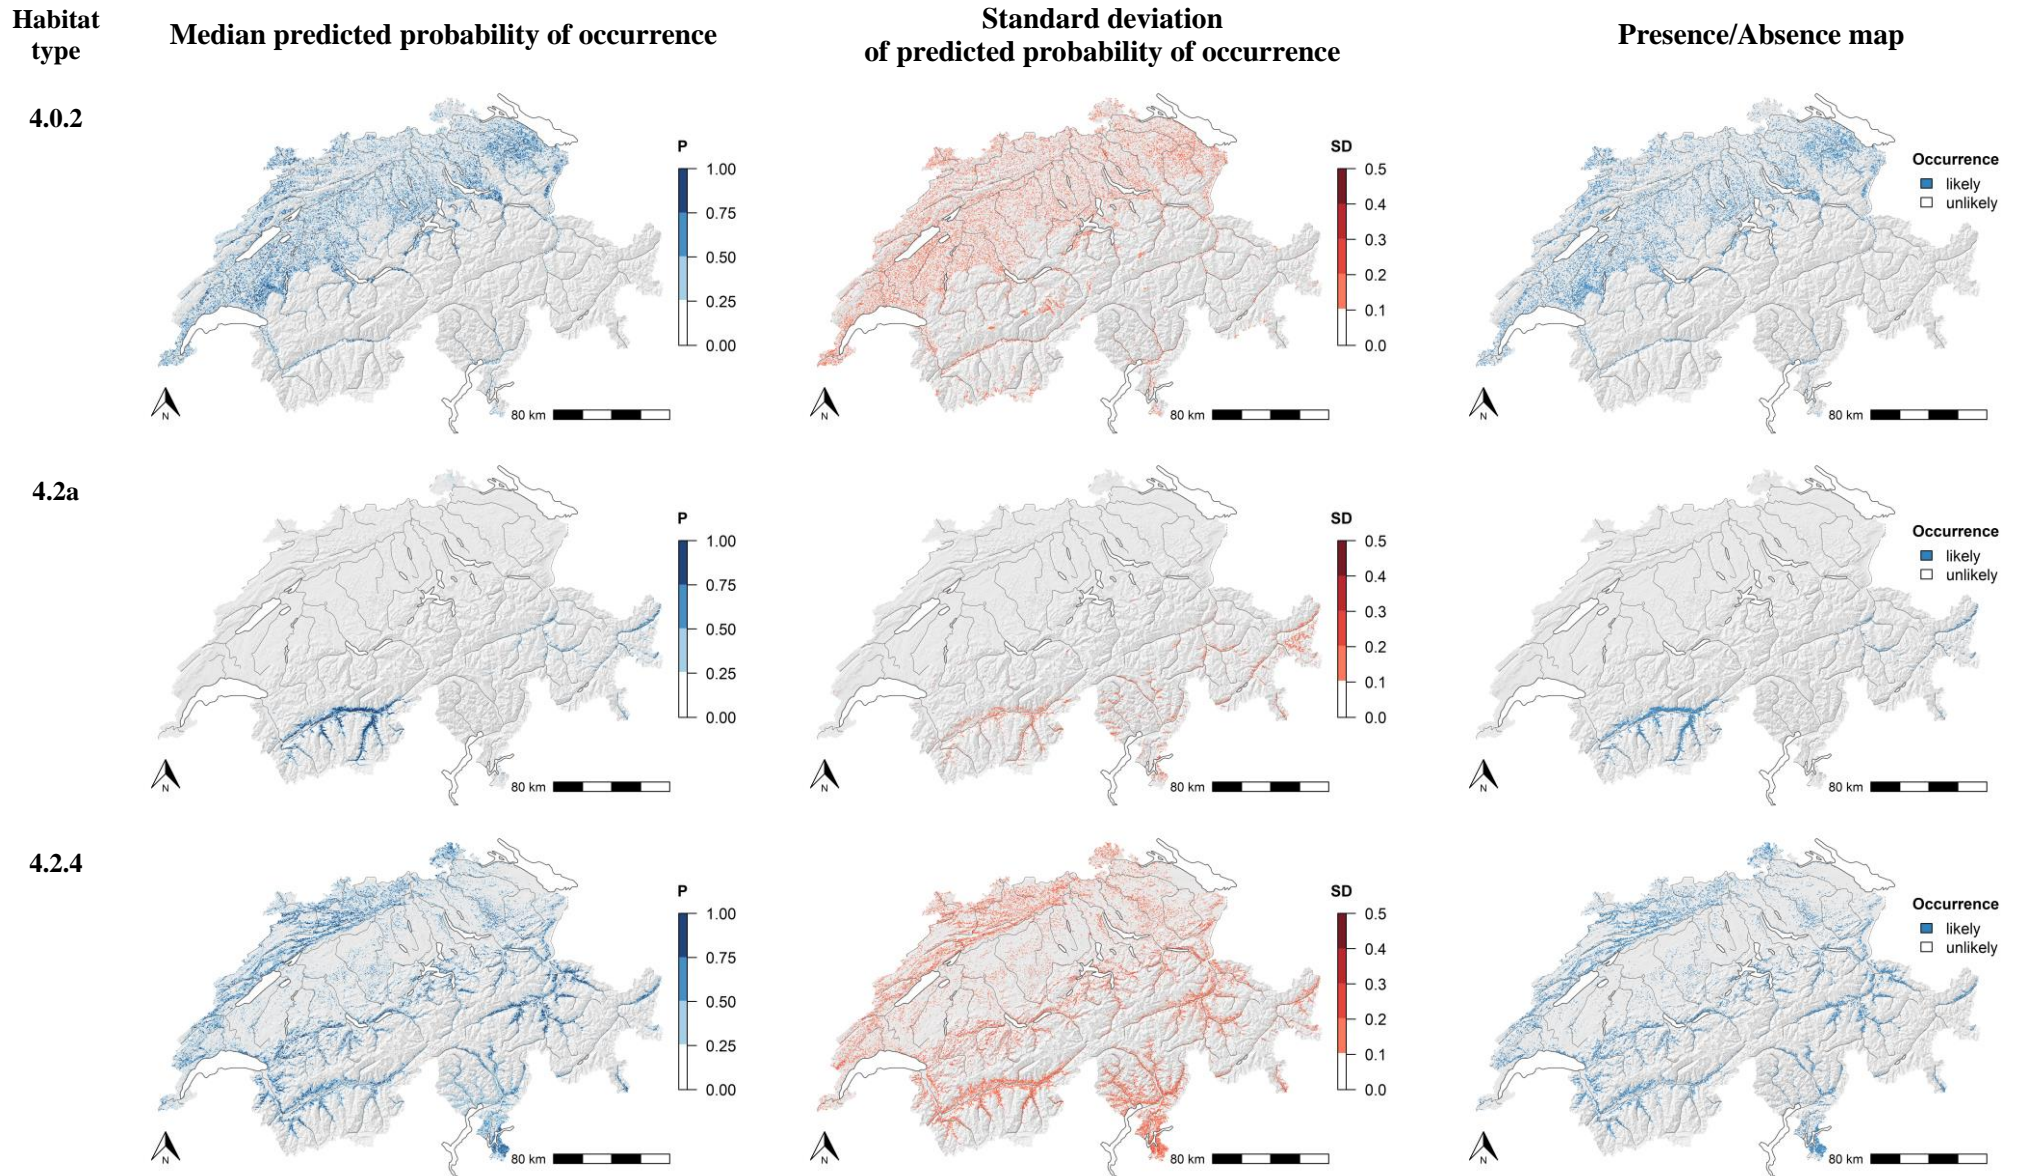 Habitat
type
Median predicted probability of occurrence
Standard deviation
of predicted probability of occurrence
Presence/Absence map
4.0.2
P
1.00
0.75
0.50
0.25
0.00
N
80 km
SD
0.5
0.4
0.3
0.2
0.1
0.0
N
80 km
Occurrence
likely
unlikely
N
80 km
4.2a
P
1.00
0.75
0.50
0.25
0.00
N
80 km
SD
0.5
0.4
0.3
0.2
0.1
0.0
N
80 km
Occurrence
likely
unlikely
N
80 km
4.2.4
P
1.00
0.75
0.50
0.25
0.00
N
80 km
SD
0.5
0.4
0.3
0.2
0.1
0.0
N
80 km
Occurrence
likely
unlikely
N
80 km